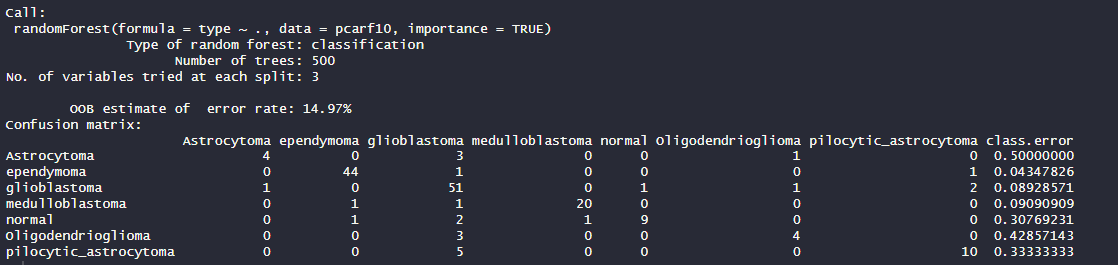 Call:
 randomForest(formula = type ~ ., data = pcarf10, importance = TRUE)
               Type of random forest: classification
                     Number of trees: 500
No. of variables tried at each split: 3

        OOB estimate of  error rate: 14.97%
Confusion matrix:
                      Astrocytoma ependymoma glioblastoma medulloblastoma normal Oligodendrioglioma pilocytic_astrocytoma class.error
Astrocytoma                     4          0            3               0      0                  1                     0  0.50000000
ependymoma                      0         44            1               0      0                  0                     1  0.04347826
glioblastoma                    1          0           51               0      1                  1                     2  0.08928571
medulloblastoma                 0          1            1              20      0                  0                     0  0.09090909
normal                          0          1            2               1      9                  0                     0  0.30769231
Oligodendrioglioma              0          0            3               0      0                  4                     0  0.42857143
pilocytic_astrocytoma           0          0            5               0      0                  0                    10  0.33333333